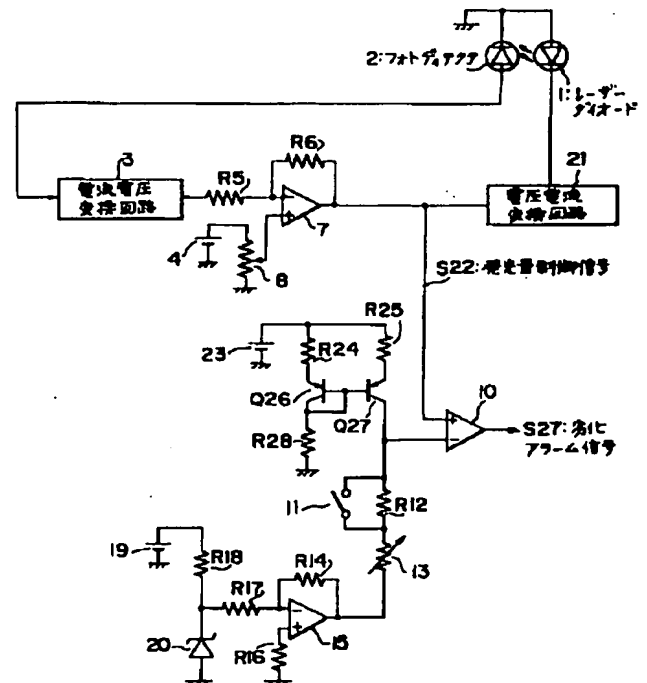 2:フォトディテクタ
1:レーザー
ダイオード
R6
3
電流電圧
変換回路
R5
7
4
8
21
電圧電流
変換回路
S22:発光量制御信号
R25
23
R24
Q26
Q27
R28
10
S27:劣化
アラーム信号
11
R12
13
19
R18
R14
R17
20
15
R16